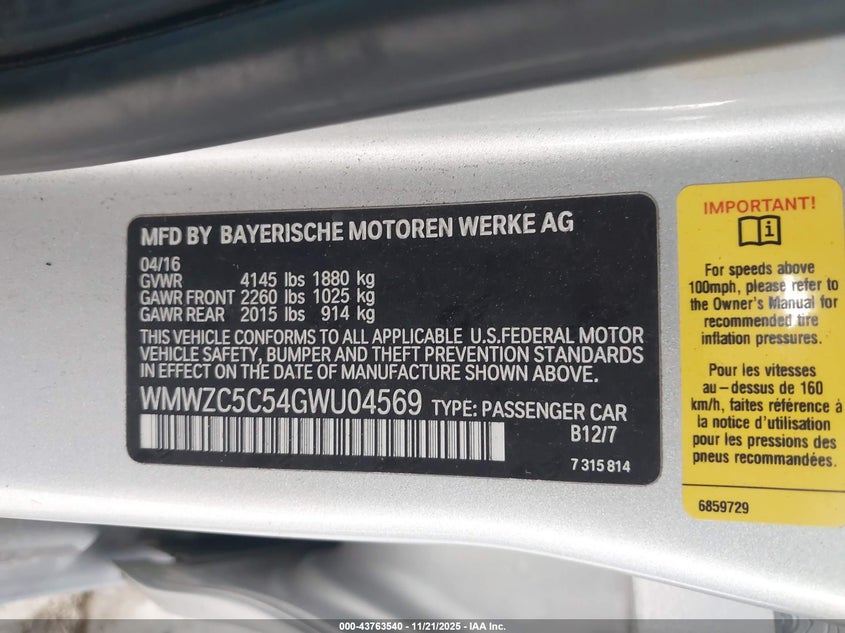 MFD BY BAYERISCHE MOTOREN WERKE AG
04/16
GVWR 4145 lbs 1880 kg
GAWR FRONT 2260 lbs 1025 kg
GAWR REAR 2015 lbs 914 kg
THIS VEHICLE CONFORMS TO ALL APPLICABLE U.S.FEDERAL MOTOR
VEHICLE SAFETY, BUMPER AND THEFT PREVENTION STANDARDS
IN EFFECT ON THE DATE OF MANUFACTURE SHOWN ABOVE.
WMWZC5C54GWU04569 TYPE: PASSENGER CAR
B12/7
7 315 814
IMPORTANT!
For speeds above
100mph, please refer to
the Owner's Manual for
recommended tire
inflation pressures.
Pour les vitesses
au-dessus de 160
km/h, faites référence à
la notice d'utilisation
pour les pressions des
pneus recommandées.
6859729
000-43763540 - 11/21/2025 - IAA Inc.